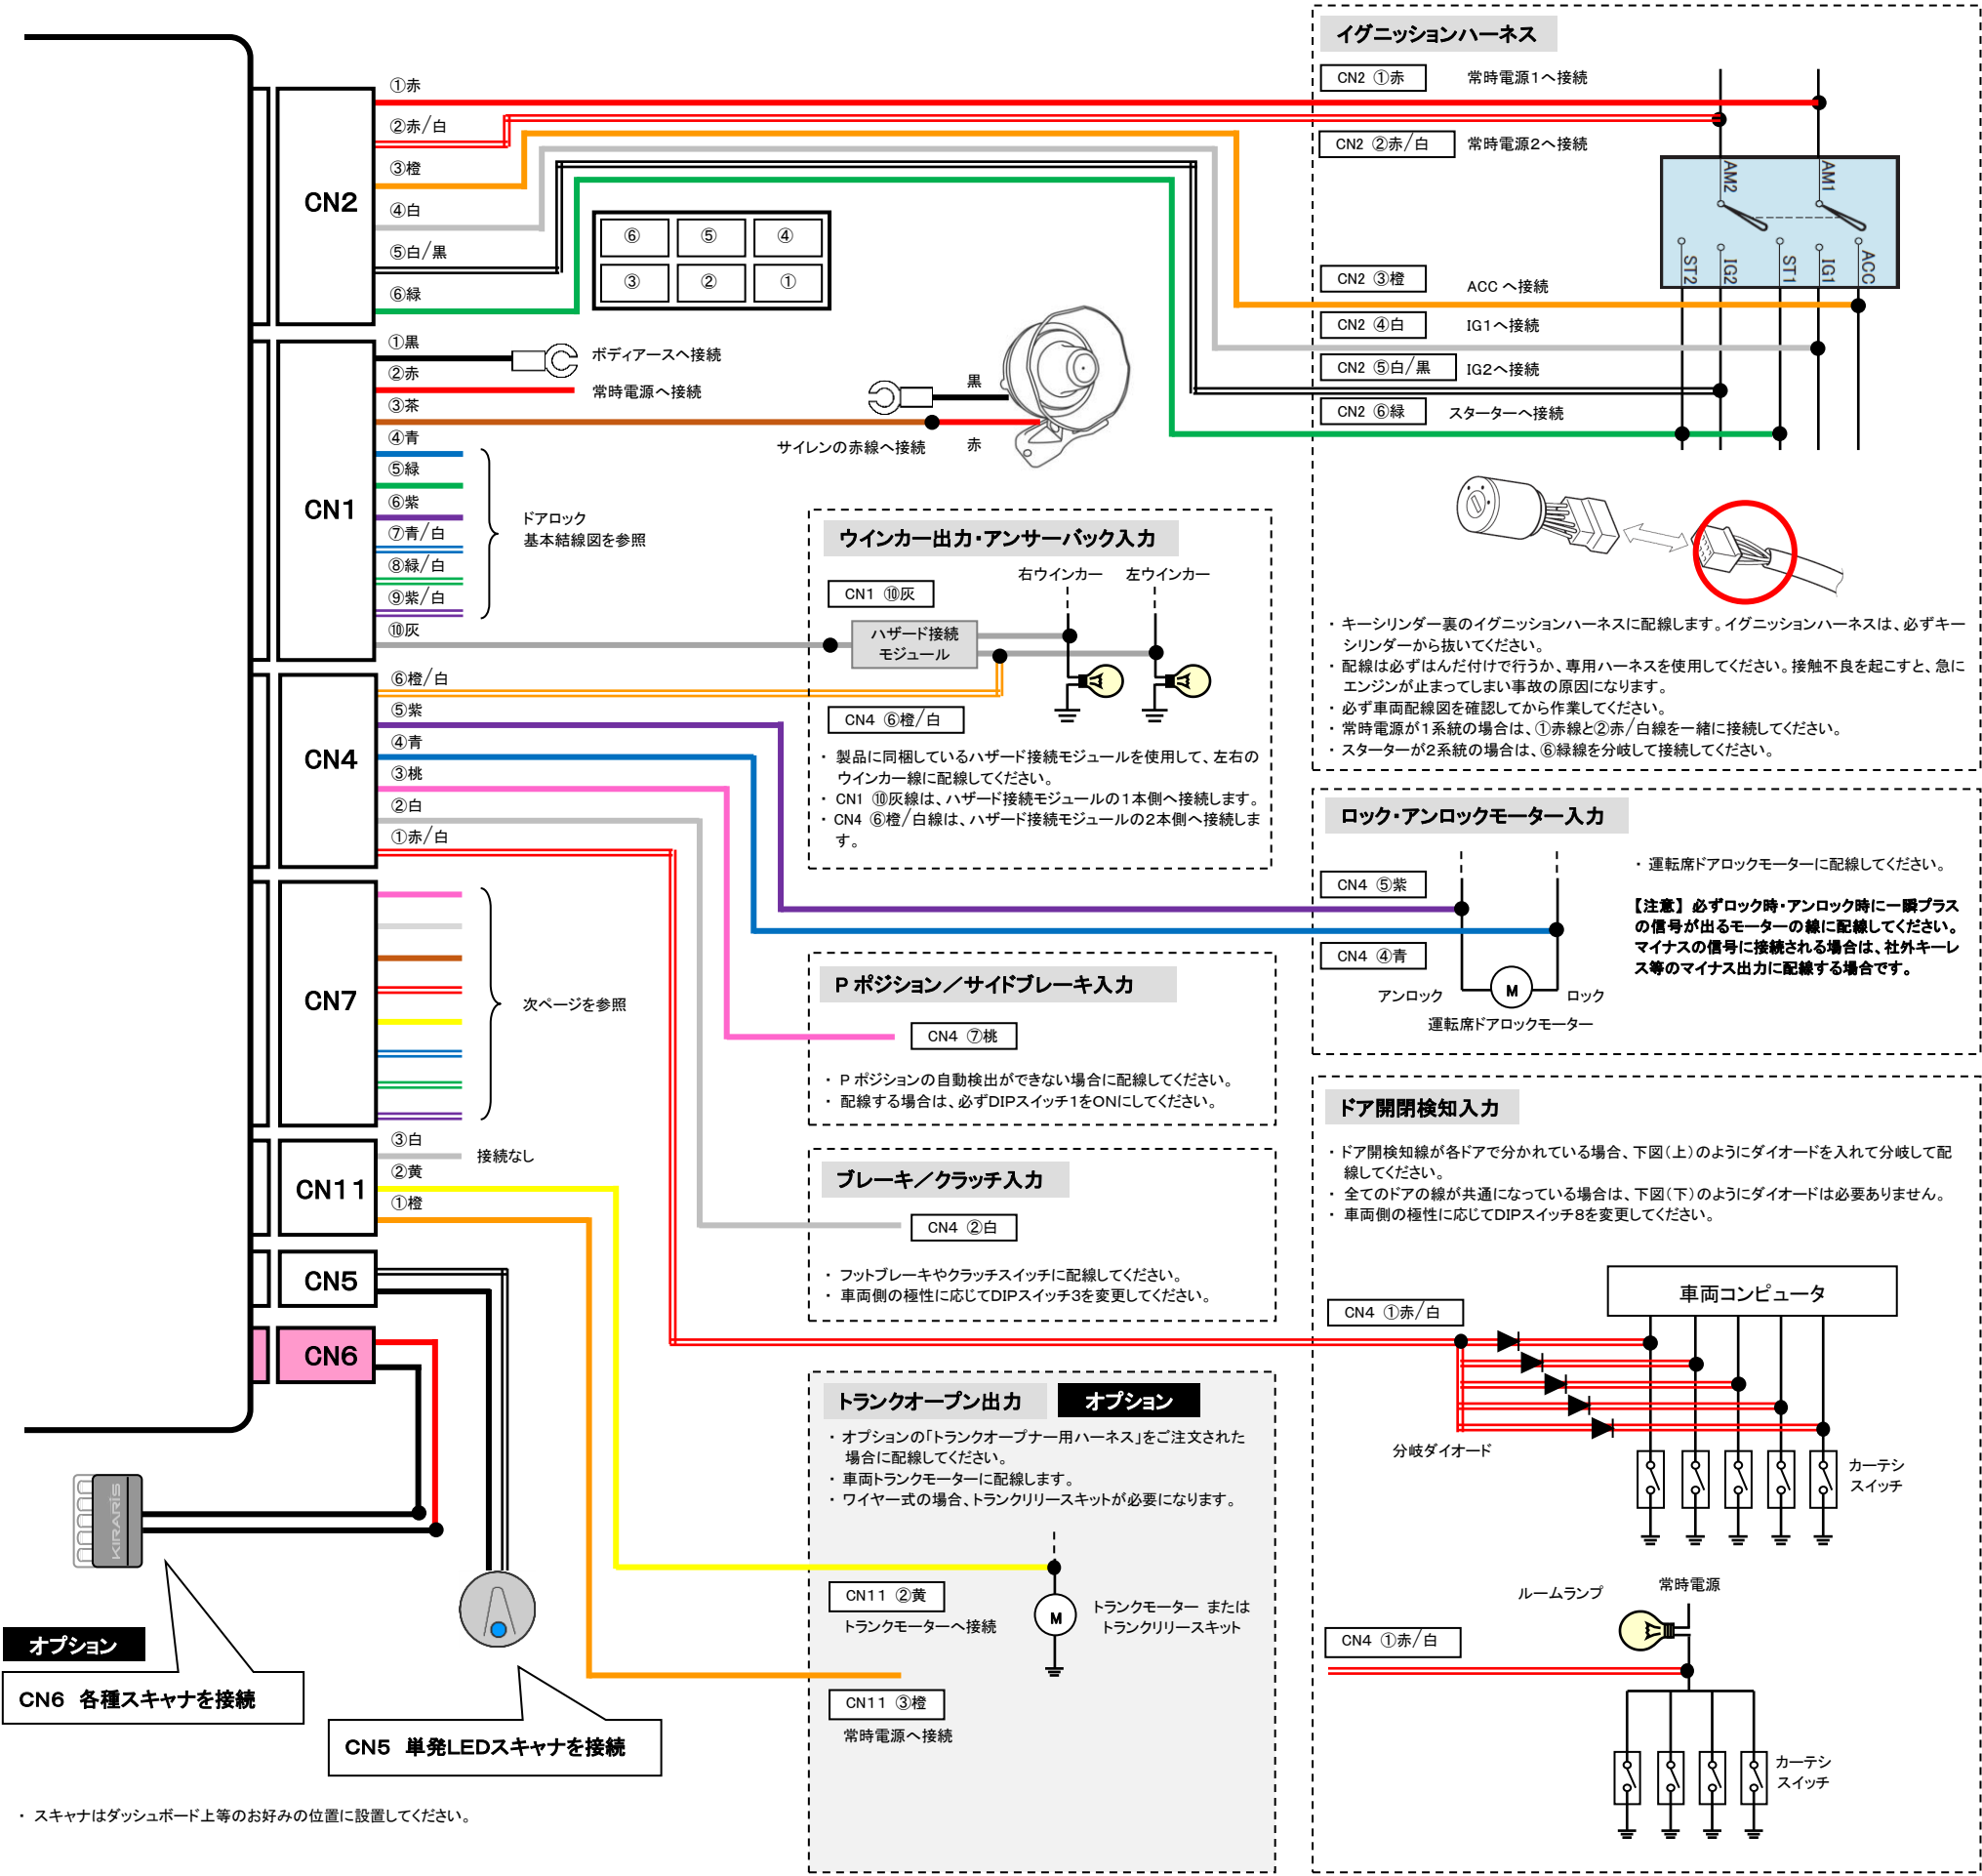 CN2
①赤
②赤/白
③橙
④白
⑤白/黒
⑥緑
⑥ ⑤ ④
③ ② ①
CN1
①黒
②赤
③茶
④青
⑤緑
⑥紫
⑦青/白
⑧緑/白
⑨紫/白
⑩灰
ボディアースへ接続
常時電源へ接続
サイレンの赤線へ接続
黒
赤
ドアロック
基本結線図を参照
CN4
⑥橙/白
⑤紫
④青
③桃
②白
①赤/白
CN7
次ページを参照
CN11
③白
②黄
①橙
接続なし
CN5
CN6
KIRARIS
オプション
CN6 各種スキャナを接続
CN5 単発LEDスキャナを接続
・ スキャナはダッシュボード上等のお好みの位置に設置してください。
ウインカー出力・アンサーバック入力
右ウインカー 左ウインカー
CN1 ⑩灰
ハザード接続
モジュール
CN4 ⑥橙/白
・ 製品に同梱しているハザード接続モジュールを使用して、左右の
ウインカー線に配線してください。
・ CN1 ⑩灰線は、ハザード接続モジュールの1本側へ接続します。
・ CN4 ⑥橙/白線は、ハザード接続モジュールの2本側へ接続しま
す。
P ポジション／サイドブレーキ入力
CN4 ⑦桃
・ P ポジションの自動検出ができない場合に配線してください。
・ 配線する場合は、必ずDIPスイッチ1をONにしてください。
ブレーキ／クラッチ入力
CN4 ②白
・ フットブレーキやクラッチスイッチに配線してください。
・ 車両側の極性に応じてDIPスイッチ3を変更してください。
トランクオープン出力 オプション
・ オプションの「トランクオープナー用ハーネス」をご注文された
場合に配線してください。
・ 車両トランクモーターに配線します。
・ ワイヤー式の場合、トランクリリースキットが必要になります。
CN11 ②黄
トランクモーターへ接続
M
トランクモーター または
トランクリリースキット
CN11 ③橙
常時電源へ接続
イグニッションハーネス
CN2 ①赤 常時電源1へ接続
CN2 ②赤/白 常時電源2へ接続
AM2 AM1
ST2 IG2 ST1 IG1 ACC
CN2 ③橙 ACC へ接続
CN2 ④白 IG1へ接続
CN2 ⑤白/黒 IG2へ接続
CN2 ⑥緑 スターターへ接続
・ キーシリンダー裏のイグニッションハーネスに配線します。イグニッションハーネスは、必ずキー
シリンダーから抜いてください。
・ 配線は必ずはんだ付けで行うか、専用ハーネスを使用してください。接触不良を起こすと、急に
エンジンが止まってしまい事故の原因になります。
・ 必ず車両配線図を確認してから作業してください。
・ 常時電源が1系統の場合は、①赤線と②赤/白線を一緒に接続してください。
・ スターターが2系統の場合は、⑥緑線を分岐して接続してください。
ロック・アンロックモーター入力
CN4 ⑤紫
CN4 ④青
アンロック M ロック
運転席ドアロックモーター
・ 運転席ドアロックモーターに配線してください。
【注意】 必ずロック時・アンロック時に一瞬プラス
の信号が出るモーターの線に配線してください。
マイナスの信号に接続される場合は、社外キーレ
ス等のマイナス出力に配線する場合です。
ドア開閉検知入力
・ ドア開検知線が各ドアで分かれている場合、下図（上）のようにダイオードを入れて分岐して配
線してください。
・ 全てのドアの線が共通になっている場合は、下図（下）のようにダイオードは必要ありません。
・ 車両側の極性に応じてDIPスイッチ8を変更してください。
車両コンピュータ
CN4 ①赤/白
分岐ダイオード
カーテシ
スイッチ
ルームランプ 常時電源
CN4 ①赤/白
カーテシ
スイッチ